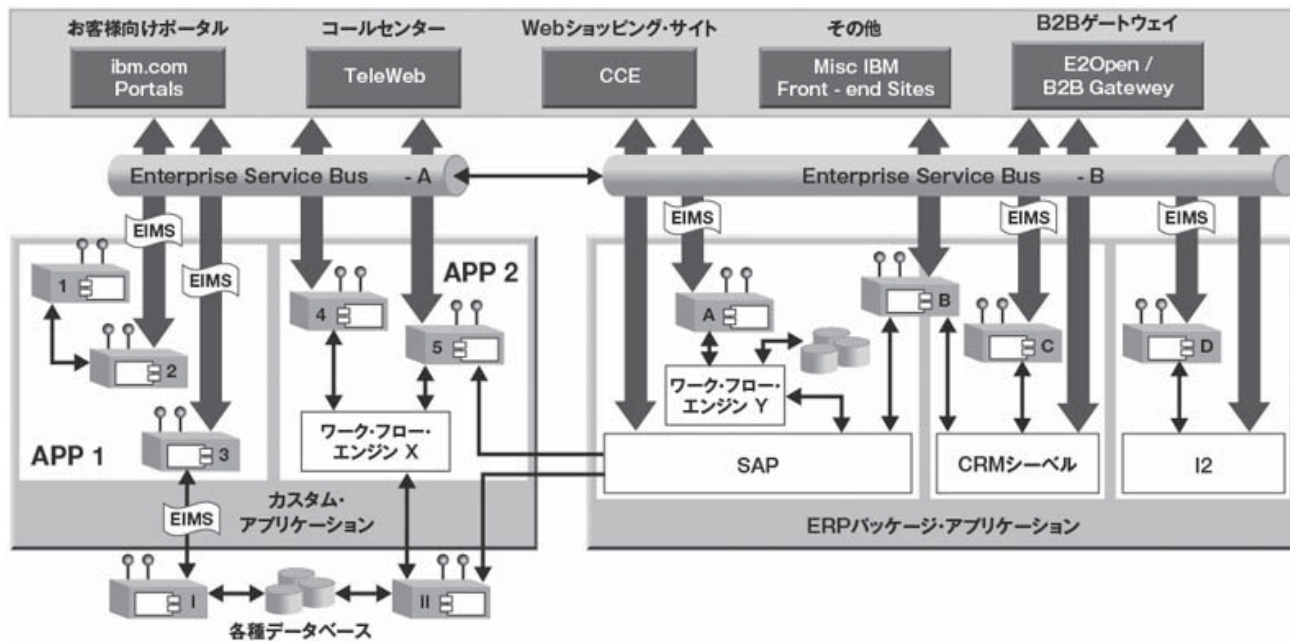 お客様向けポータル
コールセンター
Webショッピング・サイト
その他
B2Bゲートウェイ
ibm.com
Portals
TeleWeb
CCE
Misc IBM
Front - end Sites
E2Open /
B2B Gatewey
Enterprise Service Bus - A
Enterprise Service Bus - B
EIMS
EIMS
EIMS
EIMS
EIMS
APP 1
1
2
3
APP 2
4
5
ワーク・フロー・
エンジン X
A
B
C
D
ワーク・フロー・
エンジン Y
SAP
CRMシーベル
I2
カスタム・
アプリケーション
ERPパッケージ・アプリケーション
EIMS
I
II
各種データベース